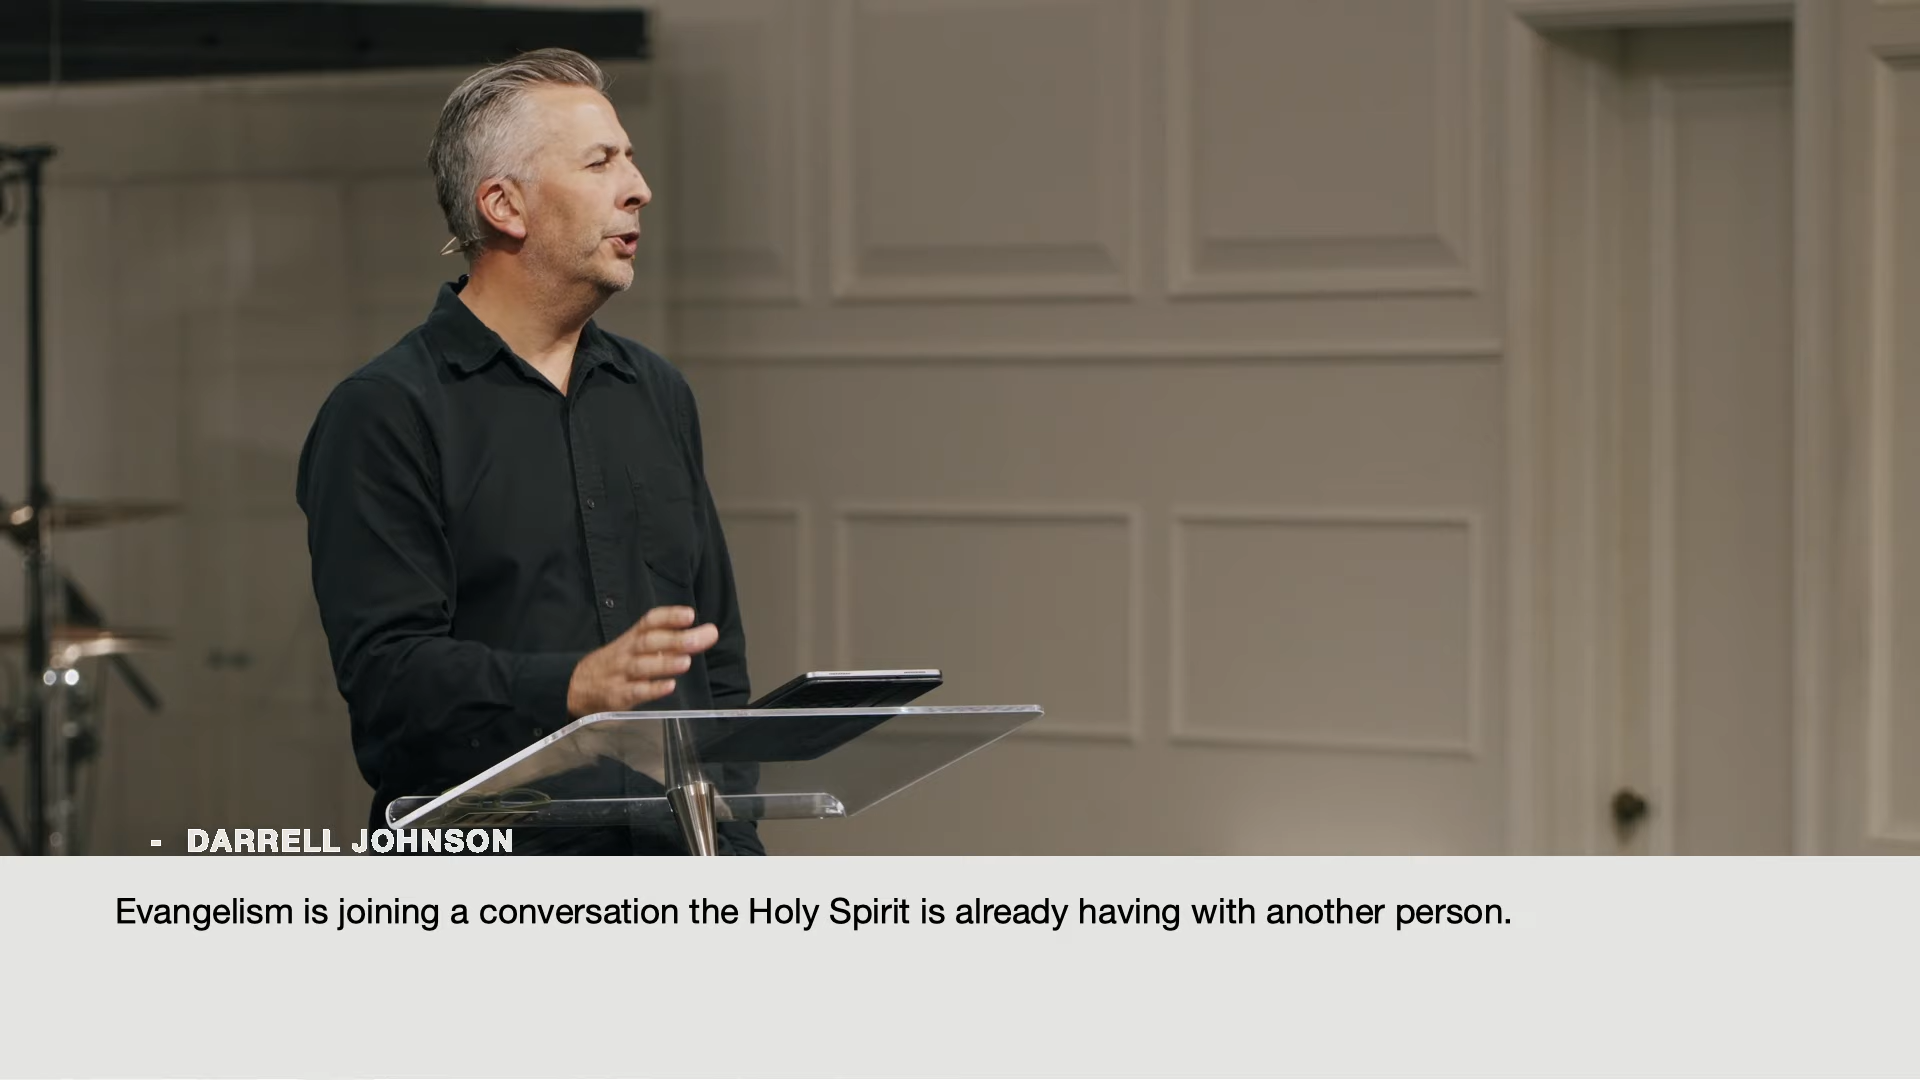 - DARRELL JOHNSON
Evangelism is joining a conversation the Holy Spirit is already having with another person.